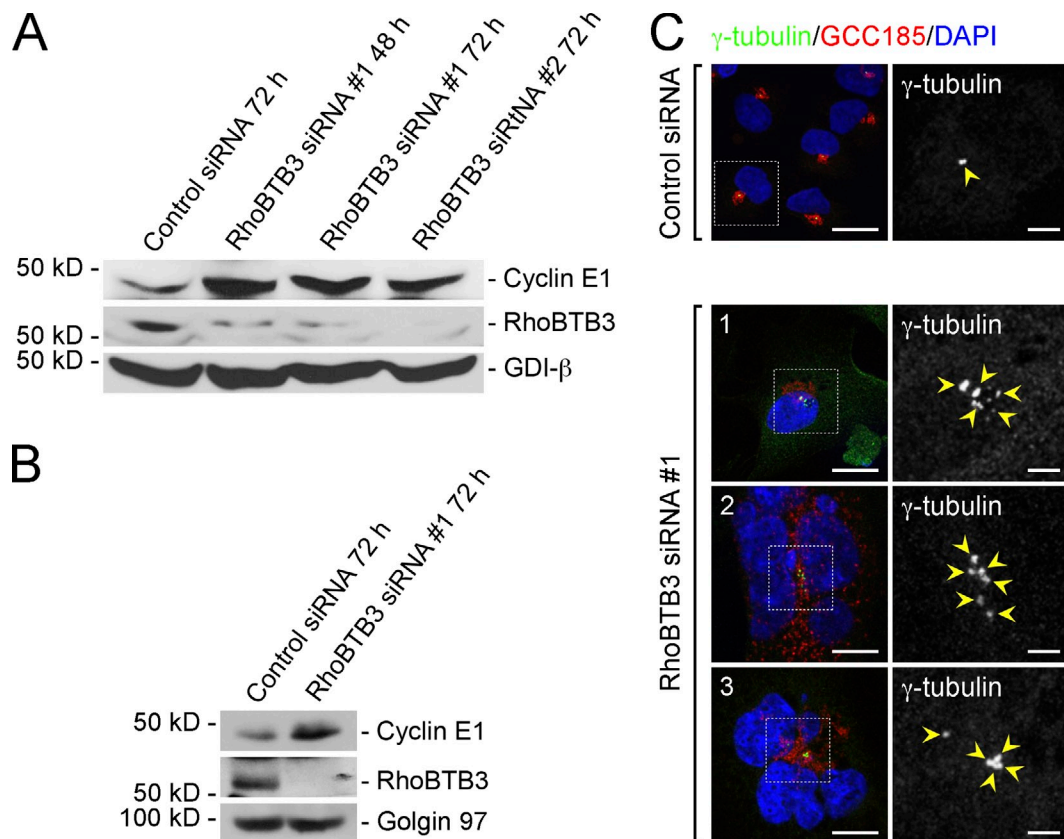 A
Control siRNA 72 h
RhoBTB3 siRNA #1 48 h
RhoBTB3 siRNA #1 72 h
RhoBTB3 siRtNA #2 72 h
50 kD - - Cyclin E1
50 kD - - RhoBTB3
50 kD - - GDI-β
B
Control siRNA 72 h
RhoBTB3 siRNA #1 72 h
50 kD - - Cyclin E1
50 kD - - RhoBTB3
100 kD - - Golgin 97
C
γ-tubulin/GCC185/DAPI
Control siRNA
γ-tubulin
RhoBTB3 siRNA #1
1
γ-tubulin
2
γ-tubulin
3
γ-tubulin